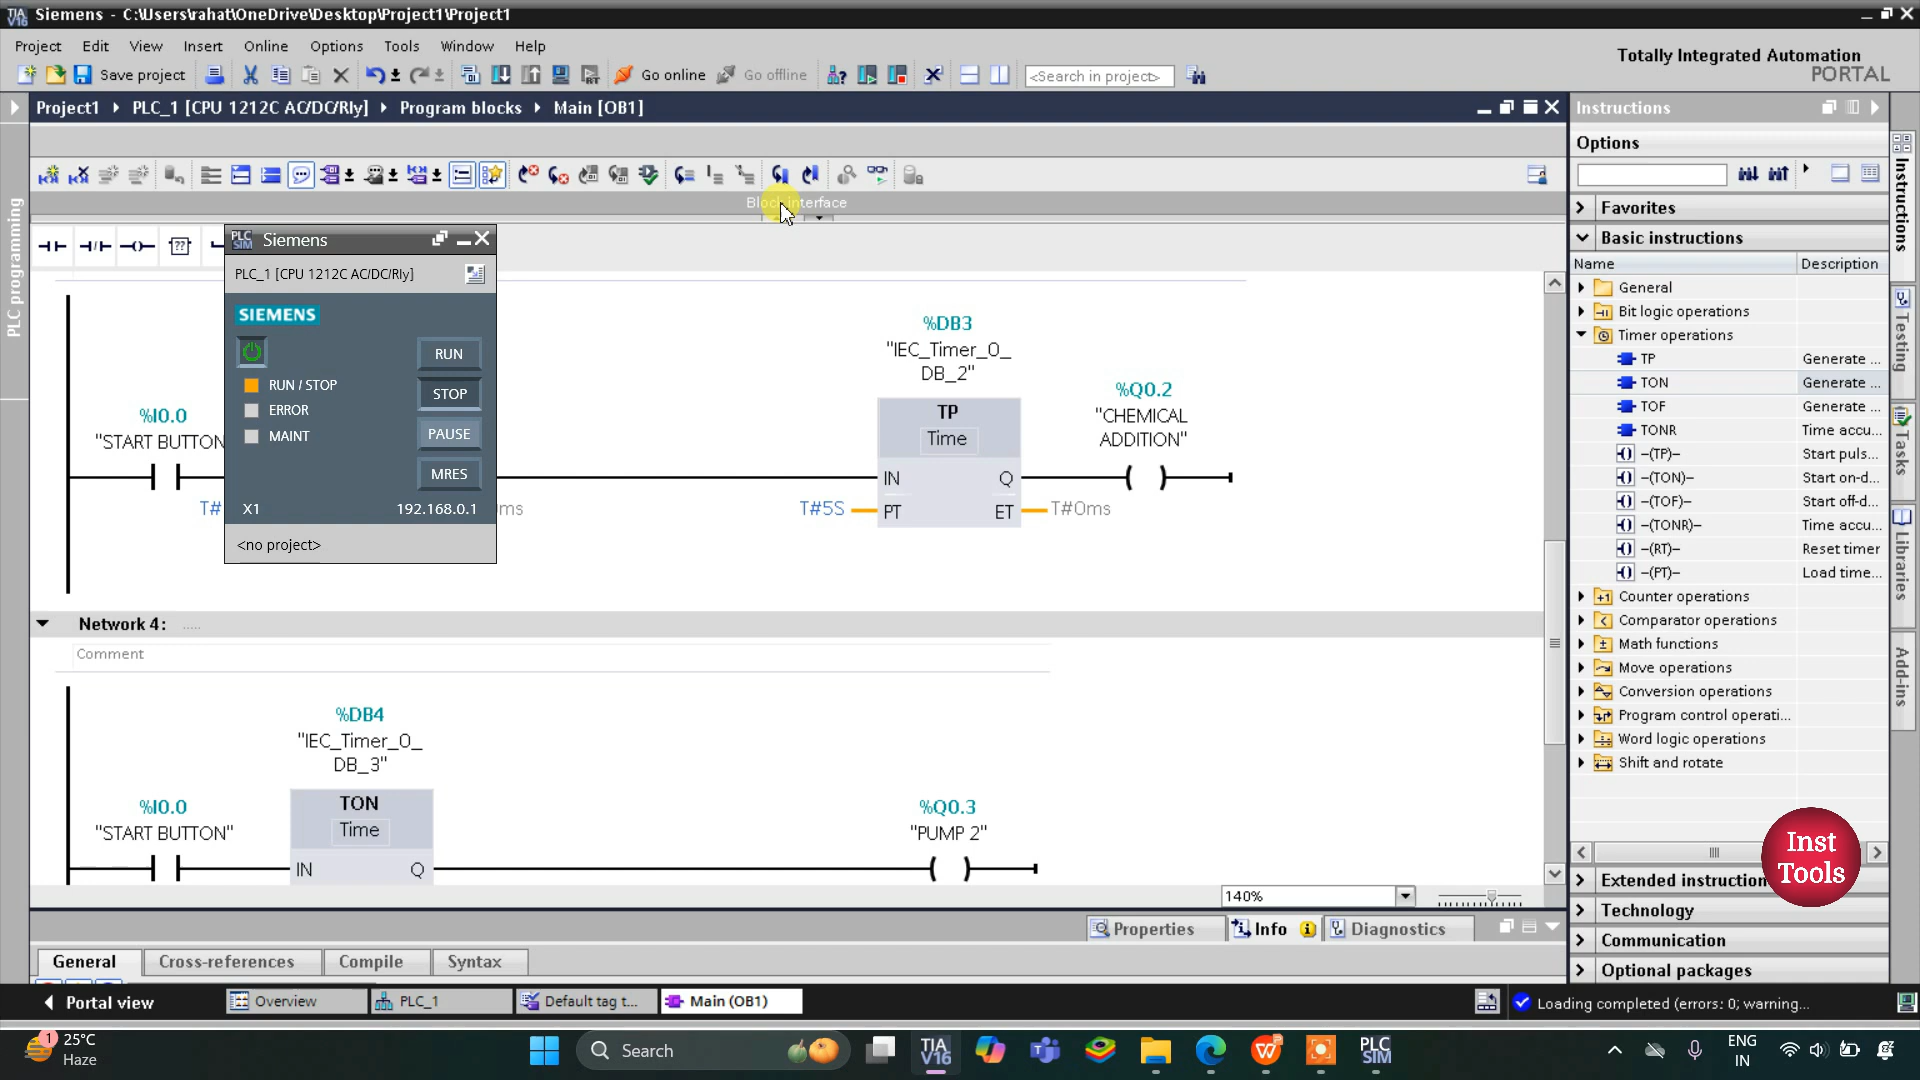 Siemens - C:\Users\rahat\OneDrive\Desktop\Project1\Project1
Project Edit View Insert Online Options Tools Window Help
Totally Integrated Automation
PORTAL
Save project
Go online
Go offline
<Search in project>
Project1 PLC_1 [CPU 1212C AC/DC/Rly] Program blocks Main [OB1]
Block interface
PLC programming
Siemens
PLC_1 [CPU 1212C AC/DC/Rly]
SIEMENS
RUN
RUN / STOP
STOP
ERROR
PAUSE
MAINT
MRES
X1 192.168.0.1
<no project>
%I0.0
"START BUTTON
T#
ms
%DB3
"IEC_Timer_0_
DB_2"
TP
Time
IN Q
T#5S PT ET T#0ms
%Q0.2
"CHEMICAL
ADDITION"
Network 4: .....
Comment
%DB4
"IEC_Timer_0_
DB_3"
TON
Time
IN Q
%I0.0
"START BUTTON"
%Q0.3
"PUMP 2"
140%
Properties Info Diagnostics
General Cross-references Compile Syntax
Instructions
Options
Favorites
Basic instructions
Name Description
General
Bit logic operations
Timer operations
TP Generate ...
TON Generate ...
TOF Generate ...
TONR Time accu...
-(TP)- Start puls...
-(TON)- Start on-d...
-(TOF)- Start off-d...
-(TONR)- Time accu...
-(RT)- Reset timer
-(PT)- Load time...
Counter operations
Comparator operations
Math functions
Move operations
Conversion operations
Program control operati...
Word logic operations
Shift and rotate
Extended instruction
Technology
Communication
Optional packages
Instructions
Testing
Tasks
Libraries
Add-ins
Inst
Tools
Portal view Overview PLC_1 Default tag t... Main (OB1)
Loading completed (errors: 0; warning...
1
25°C
Haze
Search
TIA
V16
PLC
SIM
ENG
IN